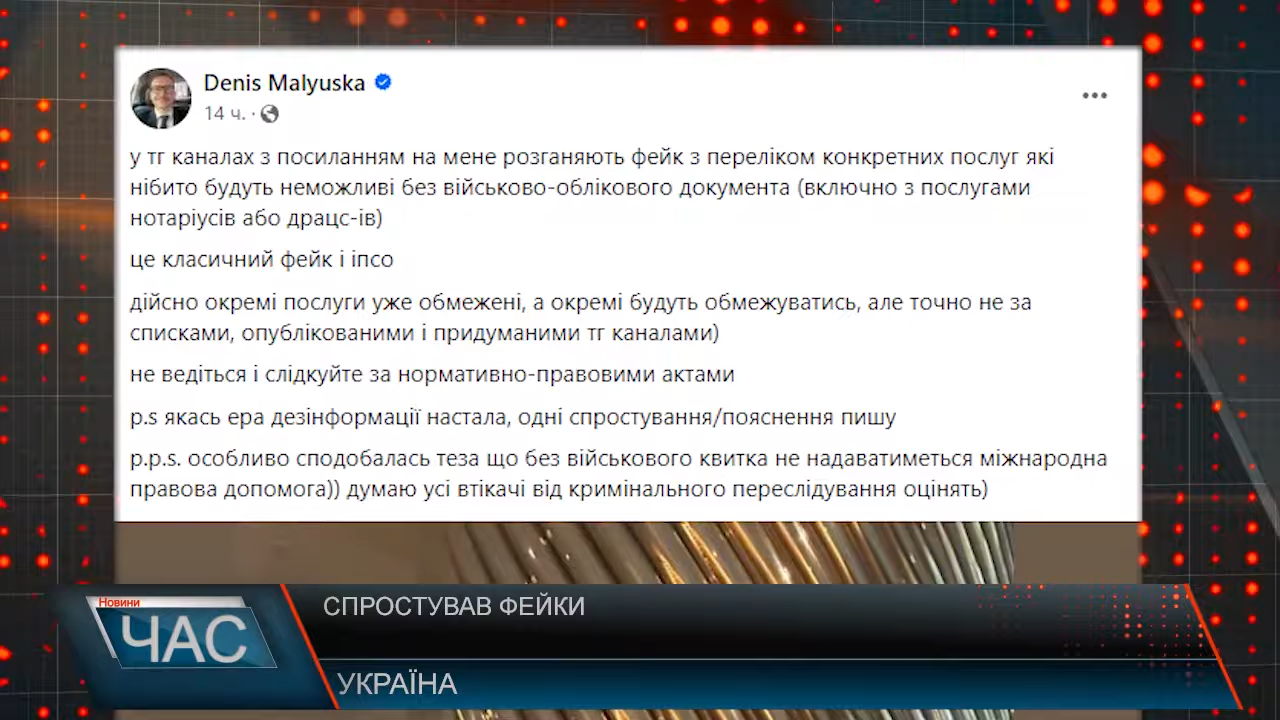 Denis Malyuska
14 ч. ·
у тг каналах з посиланням на мене розганяють фейк з переліком конкретних послуг які
нібито будуть неможливі без військово-облікового документа (включно з послугами
нотаріусів або драцс-ів)
це класичний фейк і іпсо
дійсно окремі послуги уже обмежені, а окремі будуть обмежуватись, але точно не за
списками, опублікованими і придуманими тг каналами)
не ведіться і слідкуйте за нормативно-правовими актами
p.s якась ера дезінформації настала, одні спростування/пояснення пишу
p.p.s. особливо сподобалась теза що без військового квитка не надаватиметься міжнародна
правова допомога)) думаю усі втікачі від кримінального переслідування оцінять)
Новини
ЧАС
СПРОСТУВАВ ФЕЙКИ
УКРАЇНА